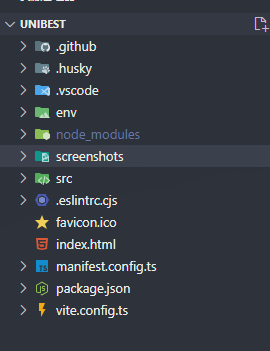 UNIBEST
.github
.husky
.vscode
env
node_modules
screenshots
src
.eslintrc.cjs
favicon.ico
index.html
manifest.config.ts
package.json
vite.config.ts